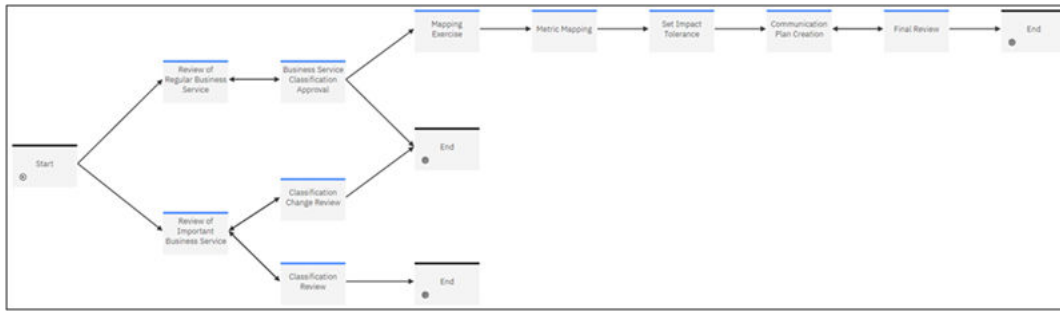 Mapping
Exercise
Metric Mapping
Set Impact
Tolerance
Communication
Plan Creation
Final Review
End
Review of
Regular Business
Service
Business Service
Classification
Approval
Start
End
Classification
Change Review
Review of
Important
Business Service
Classification
Review
End